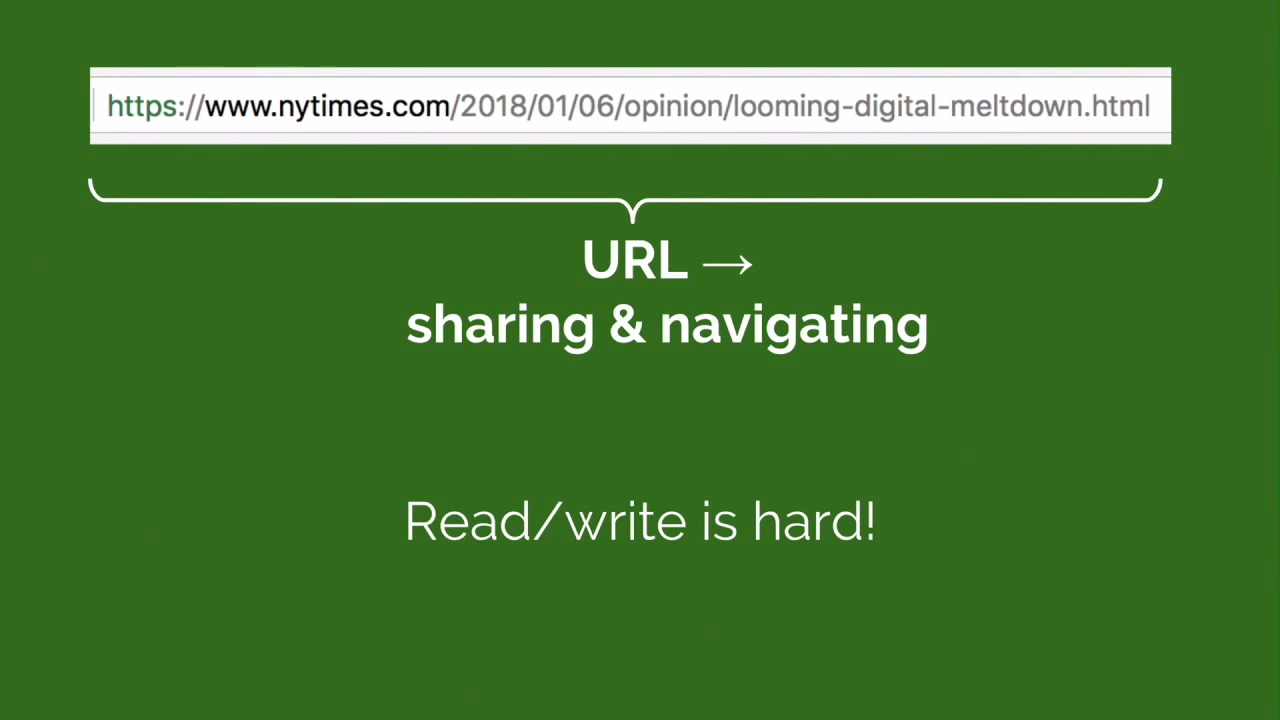 https://www.nytimes.com/2018/01/06/opinion/looming-digital-meltdown.html
URL →
sharing & navigating
Read/write is hard!